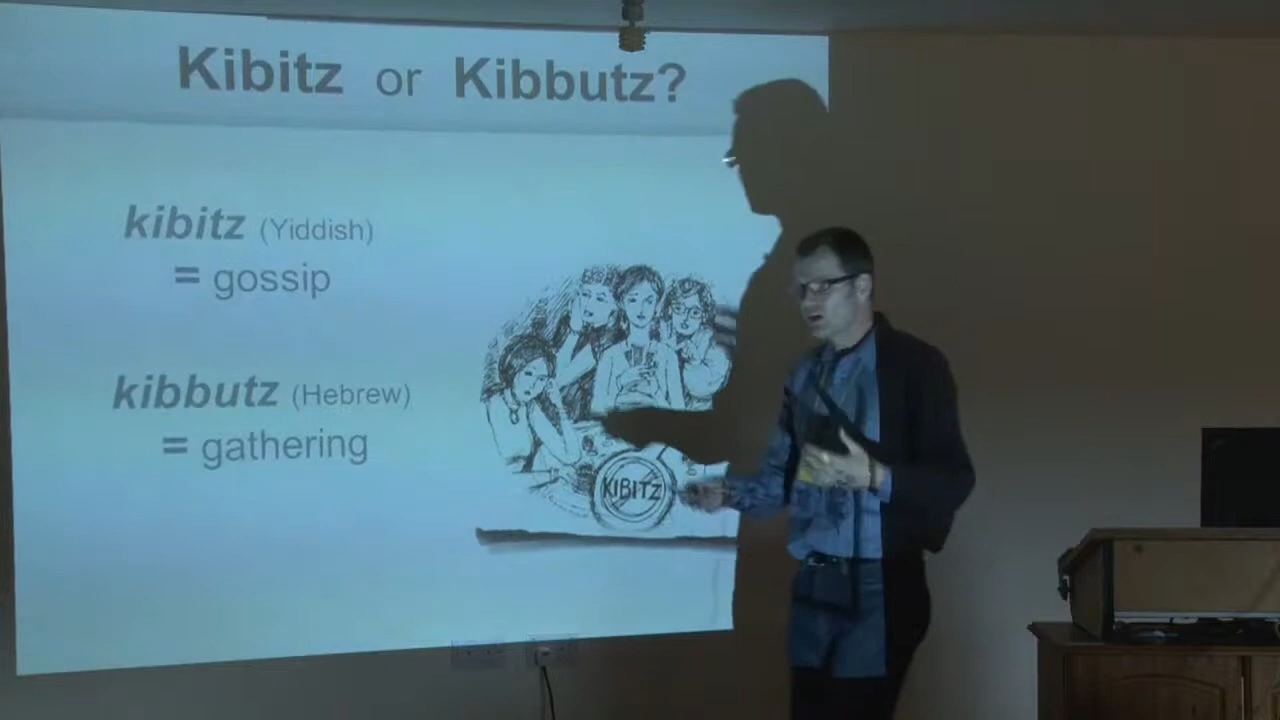 Kibitz or Kibbutz?
kibitz (Yiddish)
= gossip
kibbutz (Hebrew)
= gathering
KIBITZ